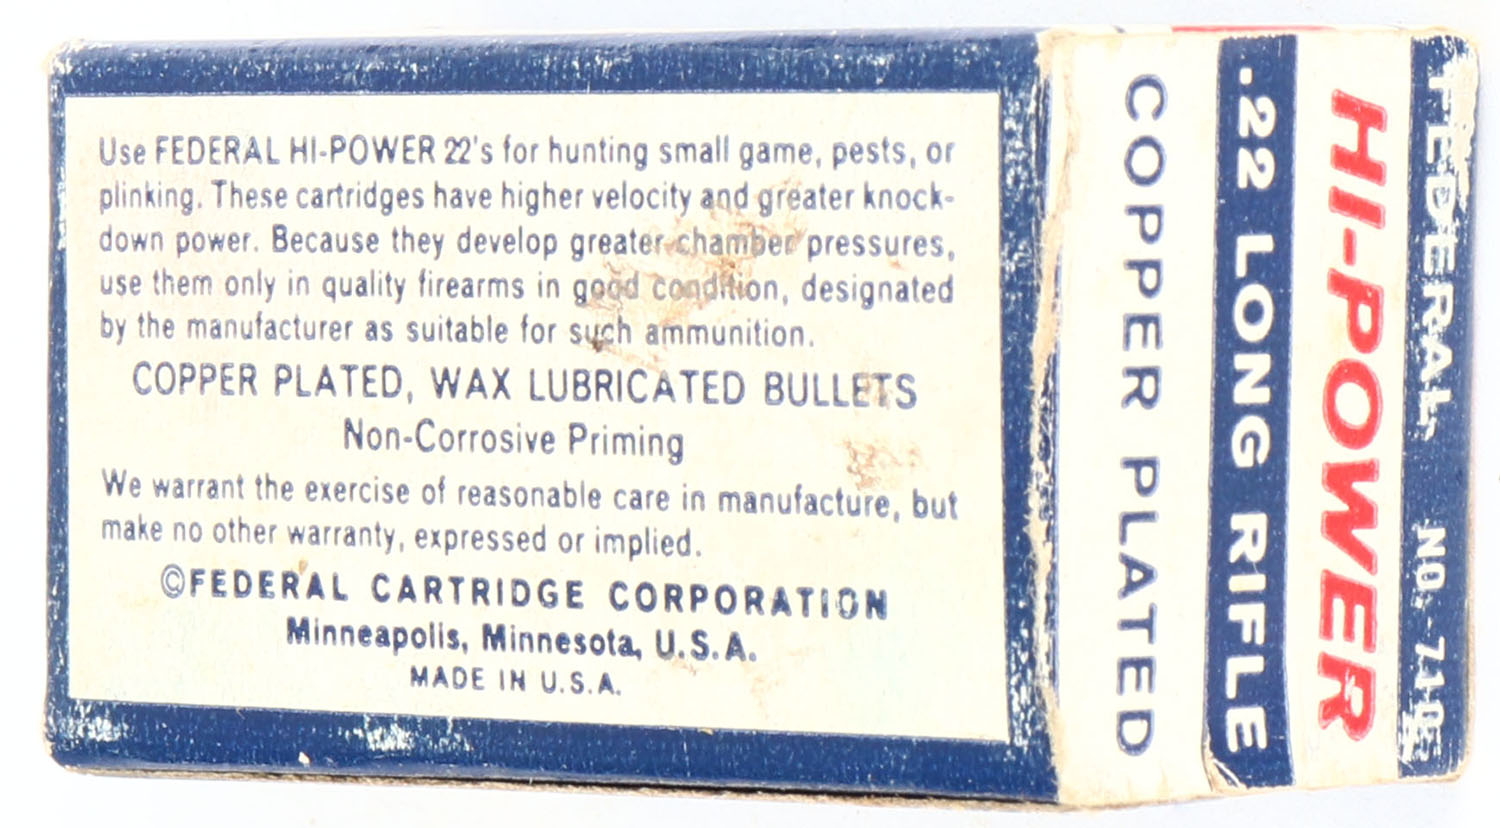 Use FEDERAL HI-POWER 22's for hunting small game, pests, or
plinking. These cartridges have higher velocity and greater knock-
down power. Because they develop greater chamber pressures,
use them only in quality firearms in good condition, designated
by the manufacturer as suitable for such ammunition.
COPPER PLATED, WAX LUBRICATED BULLETS
Non-Corrosive Priming
We warrant the exercise of reasonable care in manufacture, but
make no other warranty, expressed or implied.
©FEDERAL CARTRIDGE CORPORATION
Minneapolis, Minnesota, U.S.A.
MADE IN U.S.A.
FEDERAL NO.
HI-POWER
.22 LONG RIFLE
COPPER PLATED